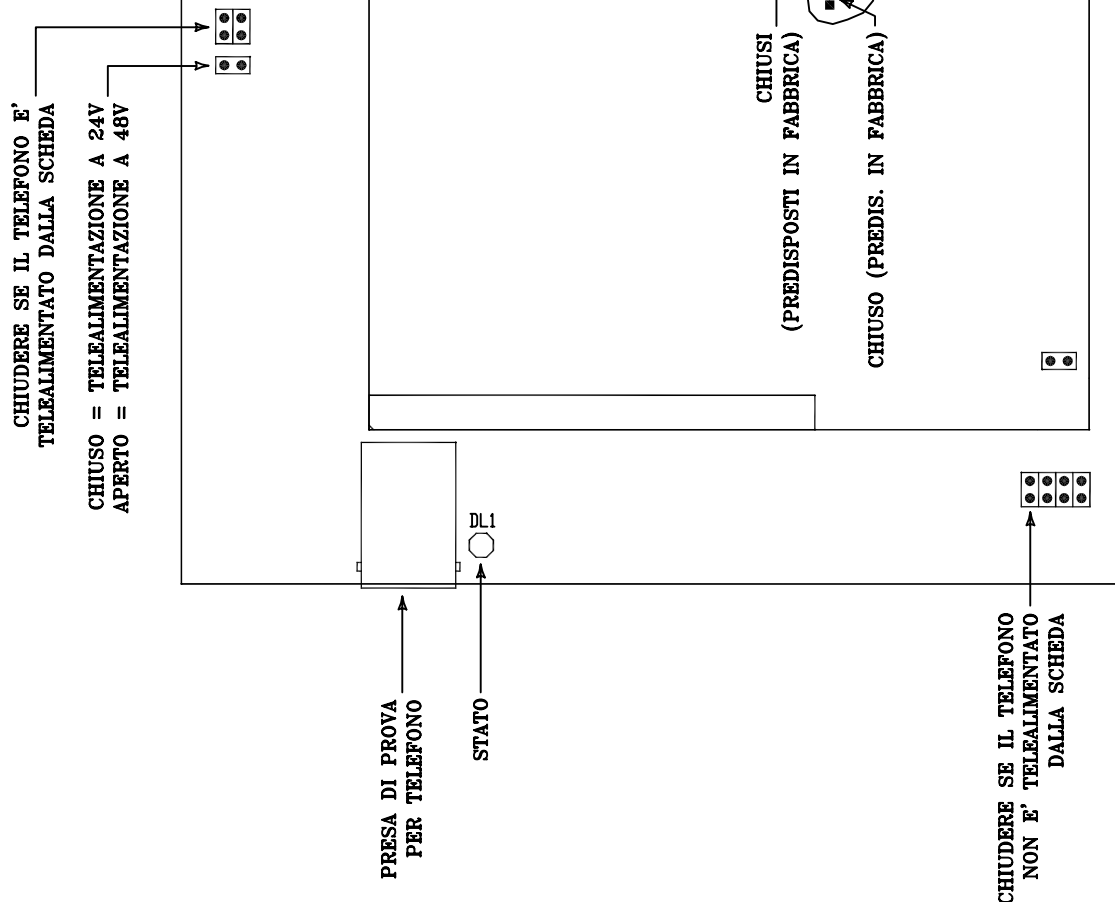 CHIUDERE SE IL TELEFONO E'
TELEALIMENTATO DALLA SCHEDA
CHIUSO = TELEALIMENTAZIONE A 24V
APERTO = TELEALIMENTAZIONE A 48V
CHIUSI
(PREDISPOSTI IN FABBRICA)
CHIUSO (PREDIS. IN FABBRICA)
DL1
PRESA DI PROVA
PER TELEFONO
STATO
CHIUDERE SE IL TELEFONO
NON E' TELEALIMENTATO
DALLA SCHEDA